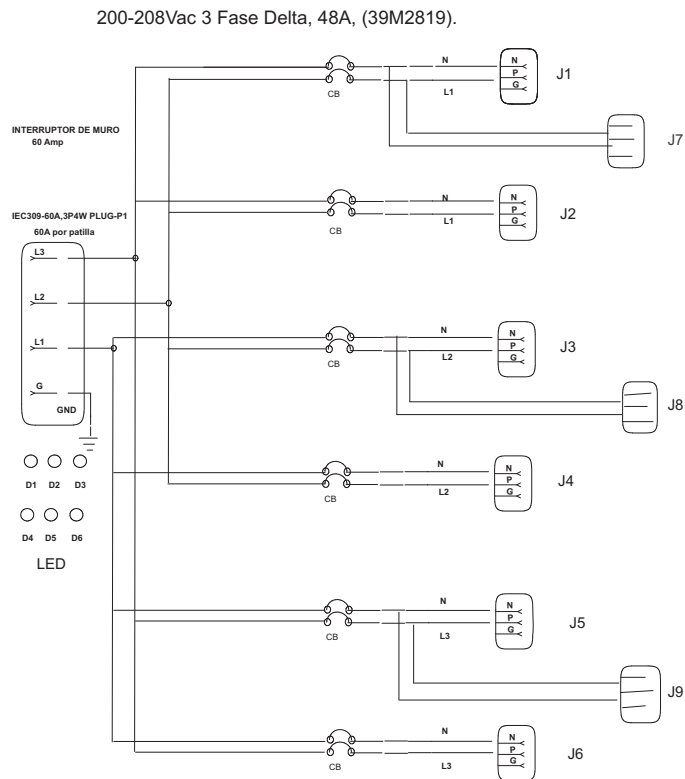 200-208Vac 3 Fase Delta, 48A, (39M2819).
N
L1
CB
N
P
G
J1
INTERRUPTOR DE MURO
60 Amp
J7
N
L1
CB
N
P
G
J2
IEC309-60A,3P4W PLUG-P1
60A por patilla
L3
L2
L1
G
GND
N
L2
CB
N
P
G
J3
J8
D1 D2 D3
D4 D5 D6
LED
N
L2
CB
N
P
G
J4
N
L3
CB
N
P
G
J5
J9
N
L3
CB
N
P
G
J6